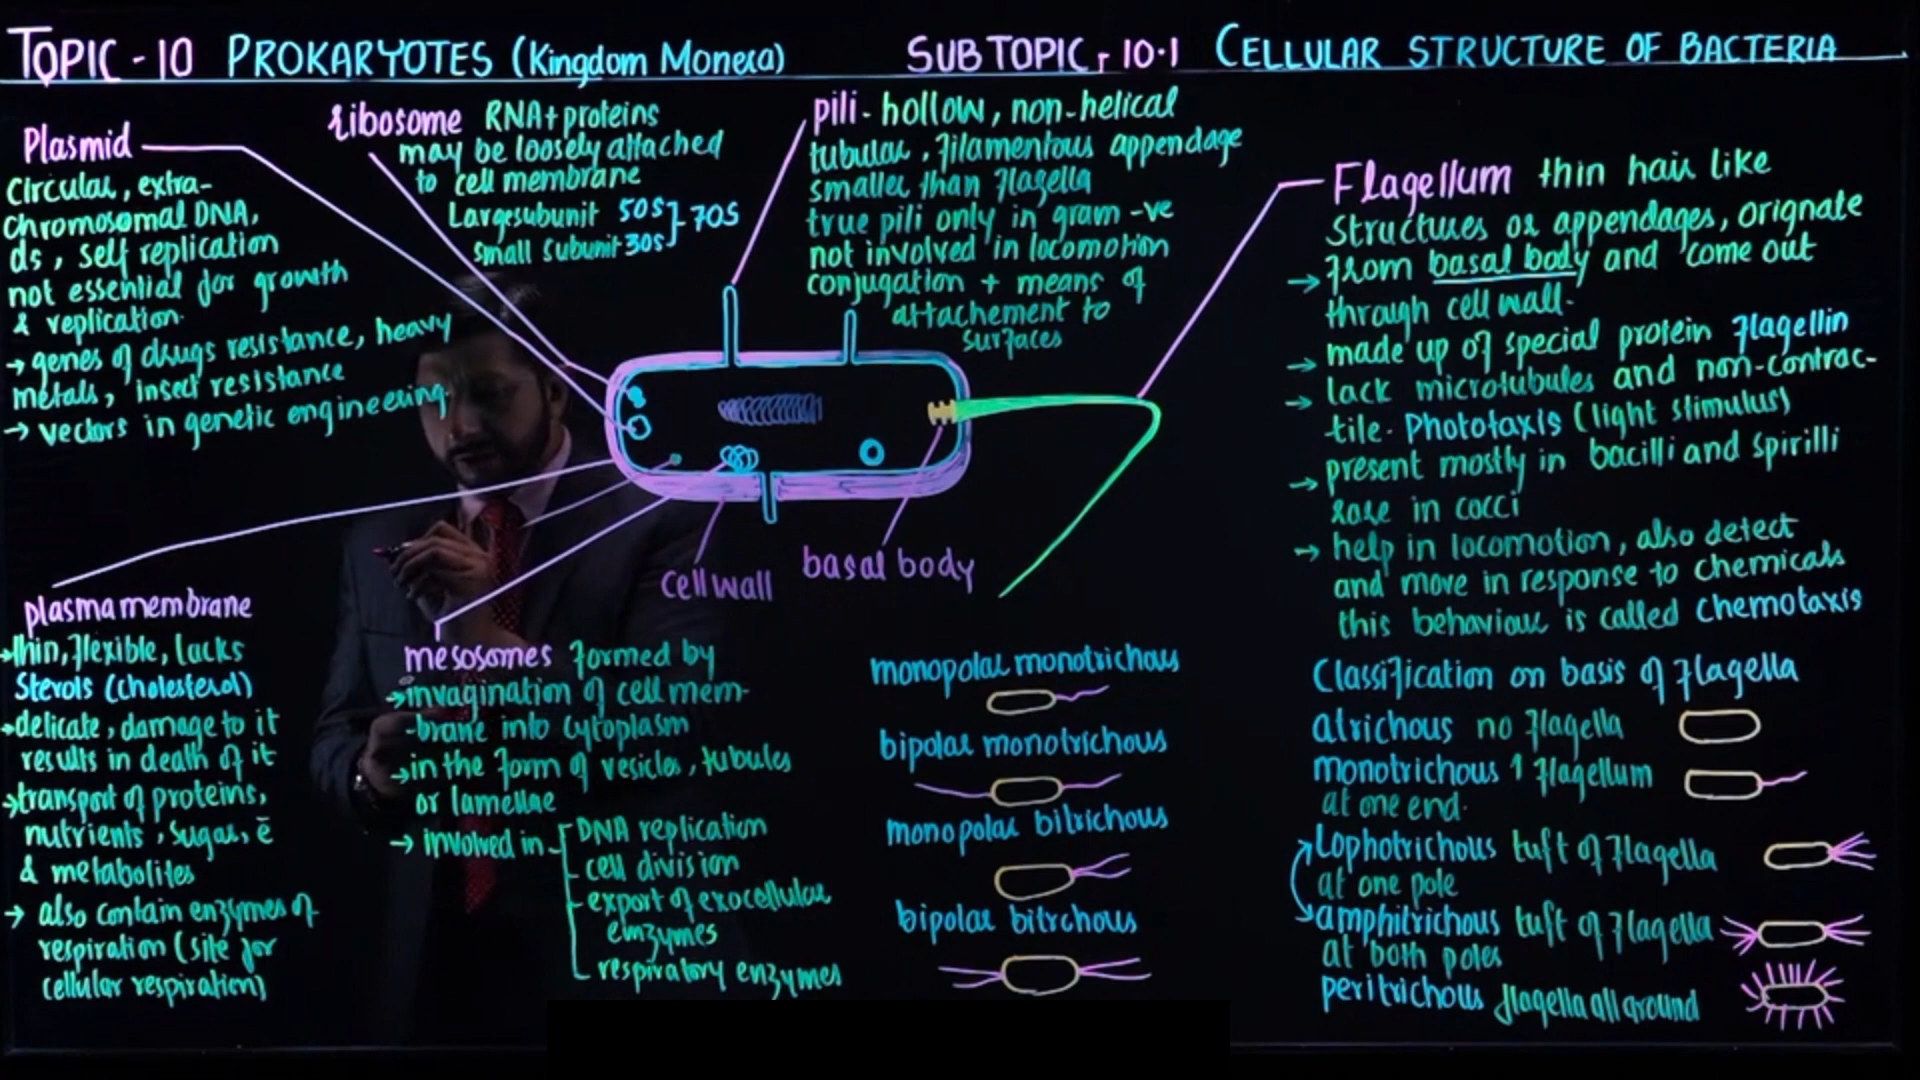 TOPIC - 10 PROKARYOTES (Kingdom Monera) SUBTOPIC - 10.1 CELLULAR STRUCTURE OF BACTERIA
Plasmid
Circular, extra-
chromosomal DNA,
ds, self replication
not essential for growth
& replication.
→ genes of drugs resistance, heavy
metals, insect resistance
→ vectors in genetic engineering.
ribosome RNA + proteins
may be loosely attached
to cell membrane
Large subunit 50S
small subunit 30S
70S
pili - hollow, non-helical
tubular, filamentous appendage
smaller than flagella
true pili only in gram -ve
not involved in locomotion
conjugation + means of
attachement to
surfaces
Flagellum thin hair like
structures or appendages, orignate
→ from basal body and come out
through cell wall.
→ made up of special protein flagellin
→ lack microtubules and non-contrac-
tile. Phototaxis (light stimulus)
→ present mostly in bacilli and spirilli
rare in cocci
→ help in locomotion, also detect
and move in response to chemicals
this behaviour is called chemotaxis
cell wall
basal body
plasma membrane
→ thin, flexible, lacks
sterols (cholesterol)
→ delicate, damage to it
results in death of it
→ transport of proteins,
nutrients, sugar, ē
& metabolites
→ also contain enzymes of
respiration (site for
cellular respiration)
mesosomes formed by
→ invagination of cell mem-
-brane into cytoplasm
→ in the form of vesicles, tubules
or lamellae
→ involved in
DNA replication
cell division
export of exocellular
enzymes
respiratory enzymes
monopolar monotrichous
bipolar monotrichous
monopolar bitrichous
bipolar bitrchous
Classification on basis of flagella
atrichous no flagella
monotrichous 1 flagellum
at one end.
Lophotrichous tuft of flagella
at one pole
amphitrichous tuft of flagella
at both poles
peritrichous flagella all around